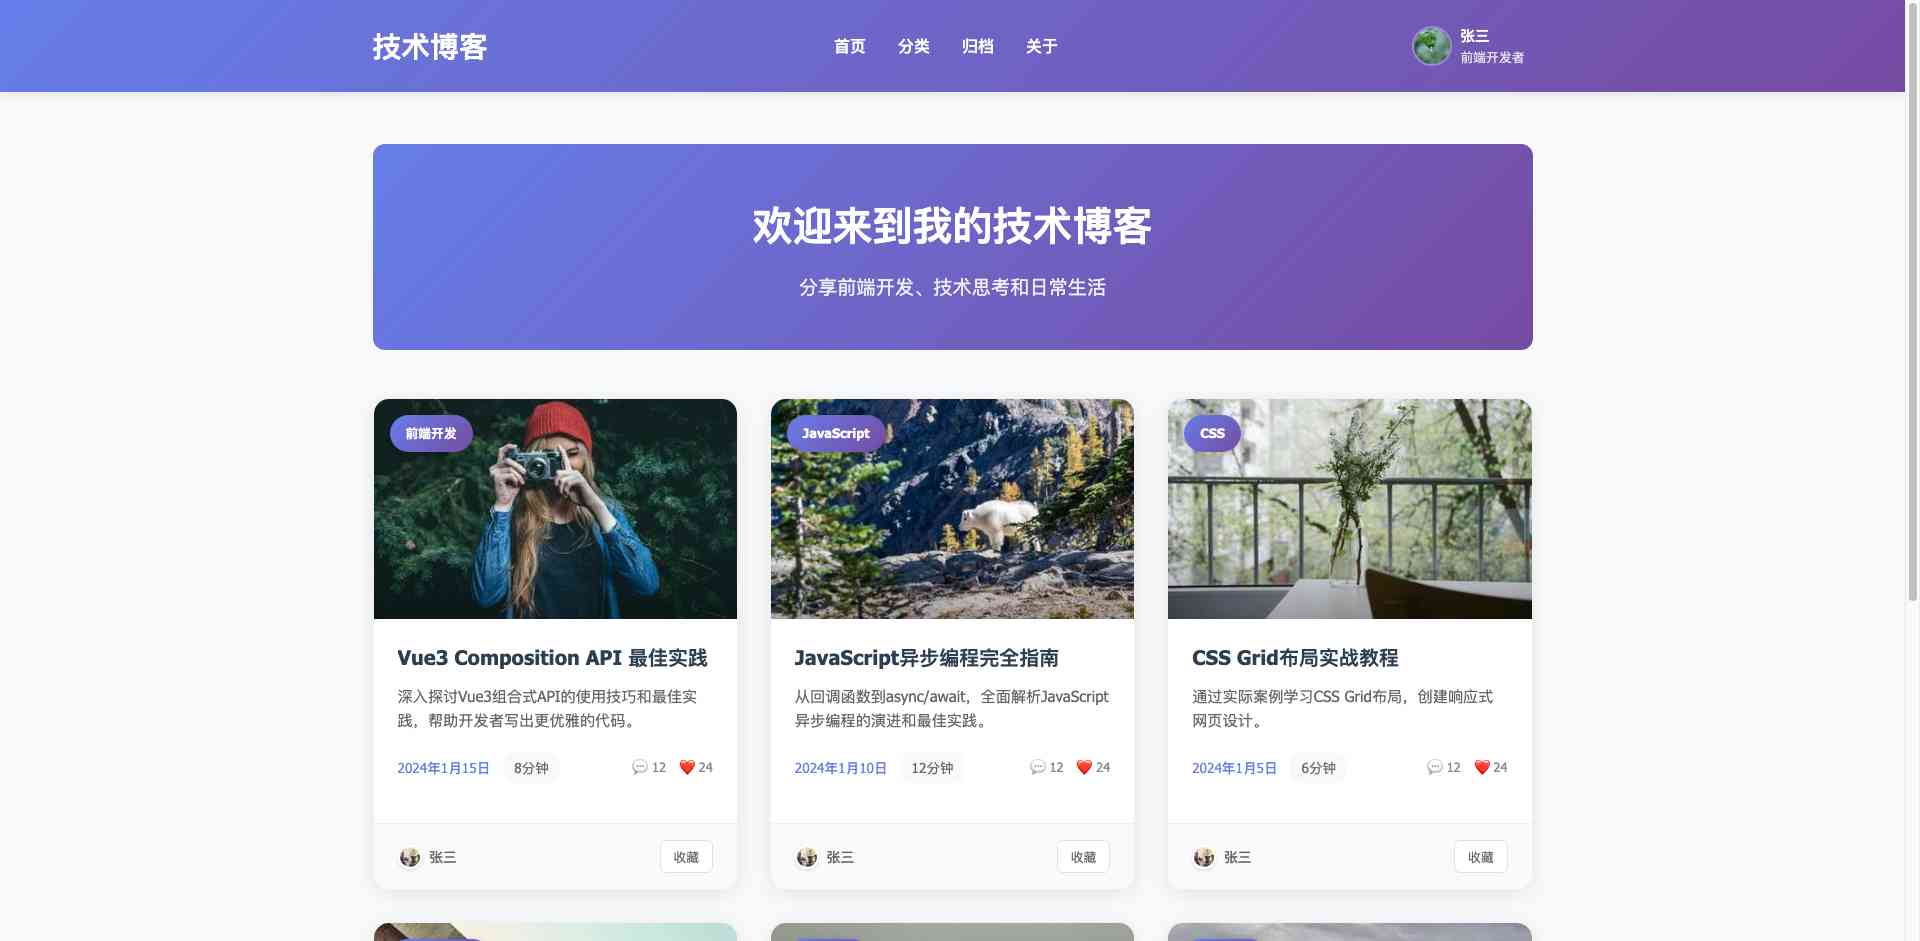 技术博客
首页 分类 归档 关于
张三
前端开发者
欢迎来到我的技术博客
分享前端开发、技术思考和日常生活
前端开发
Vue3 Composition API 最佳实践
深入探讨Vue3组合式API的使用技巧和最佳实
践，帮助开发者写出更优雅的代码。
2024年1月15日 8分钟 12 24
张三 收藏
JavaScript
JavaScript异步编程完全指南
从回调函数到async/await，全面解析JavaScript
异步编程的演进和最佳实践。
2024年1月10日 12分钟 12 24
张三 收藏
CSS
CSS Grid布局实战教程
通过实际案例学习CSS Grid布局，创建响应式
网页设计。
2024年1月5日 6分钟 12 24
张三 收藏